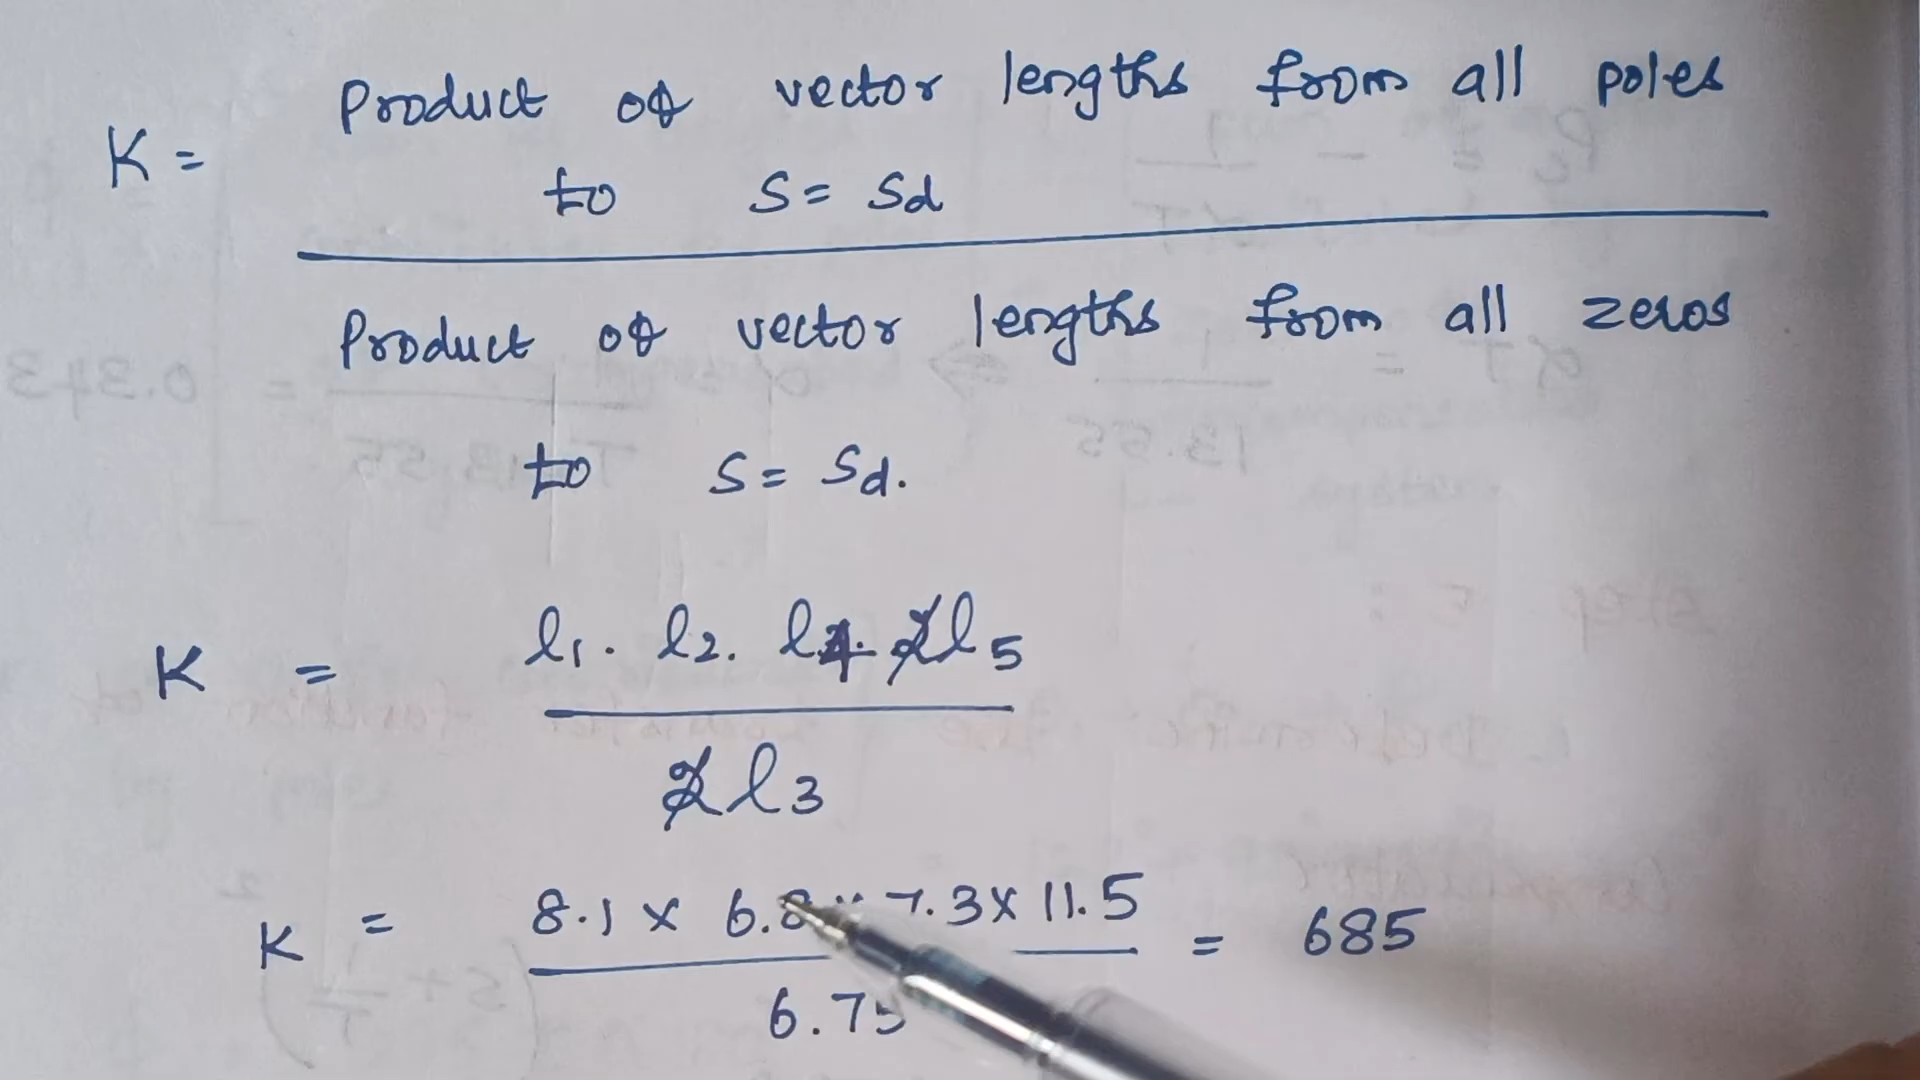 K = Product of vector lengths from all poles
to S = Sd
Product of vector lengths from all zeros
to S = Sd.
K = l1 . l2 . l4 . l5
l3
K = 8.1 x 6.8 x 7.3 x 11.5 = 685
6.75